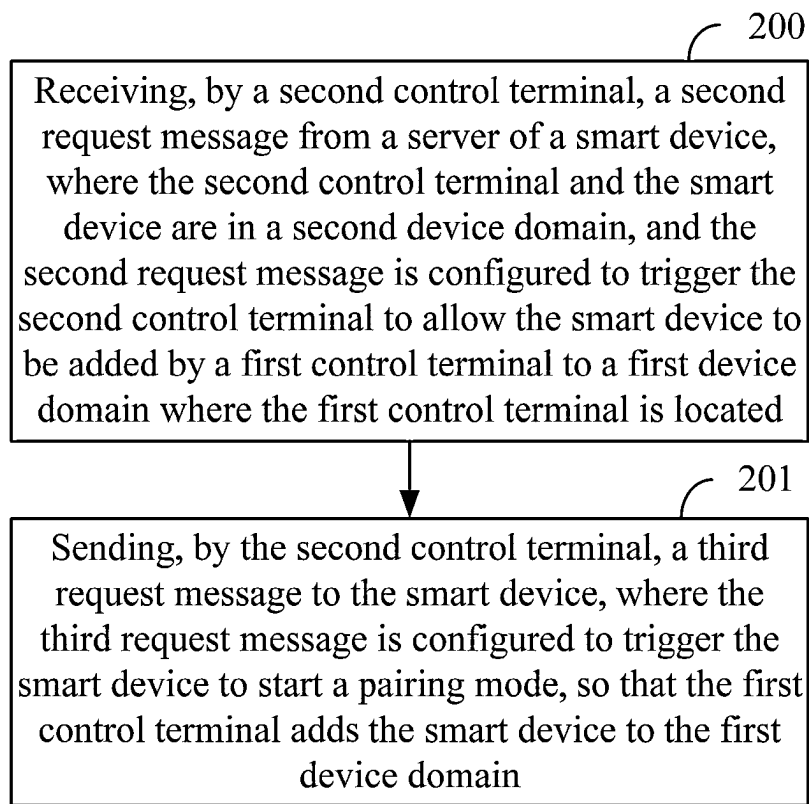 200
Receiving, by a second control terminal, a second
request message from a server of a smart device,
where the second control terminal and the smart
device are in a second device domain, and the
second request message is configured to trigger the
second control terminal to allow the smart device to
be added by a first control terminal to a first device
domain where the first control terminal is located
201
Sending, by the second control terminal, a third
request message to the smart device, where the
third request message is configured to trigger the
smart device to start a pairing mode, so that the first
control terminal adds the smart device to the first
device domain